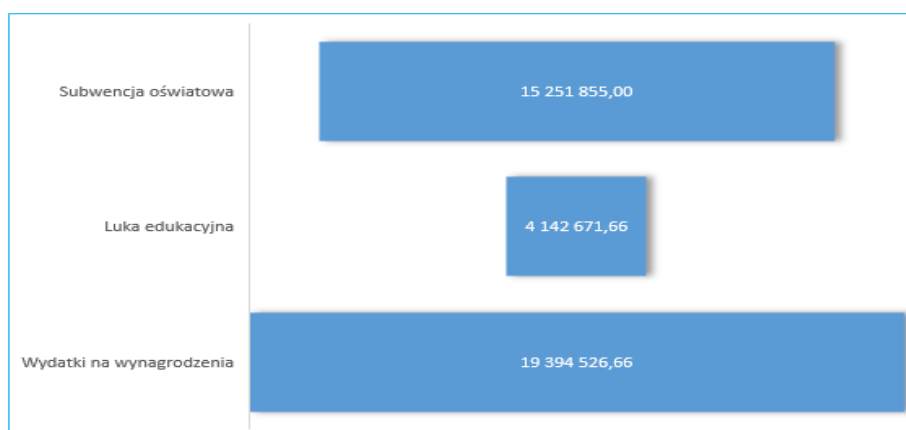 Subwencja oświatowa
15 251 855,00
Luka edukacyjna
4 142 671,66
Wydatki na wynagrodzenia
19 394 526,66